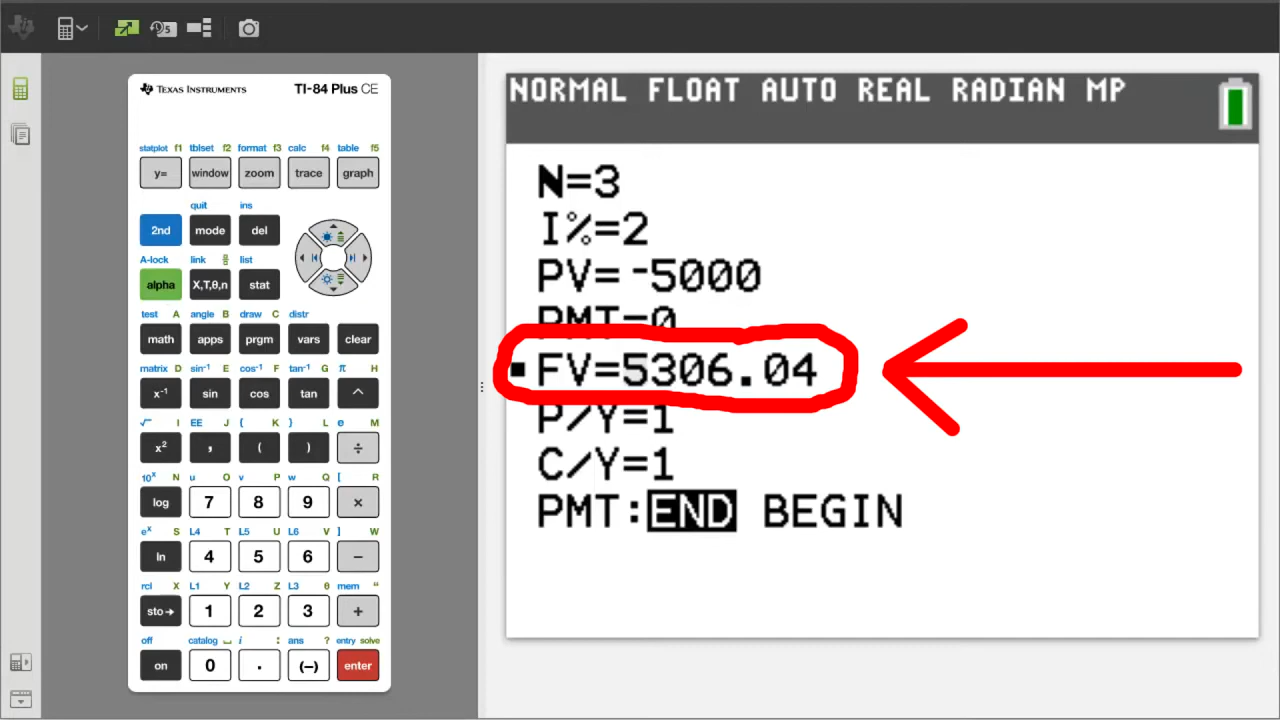 TEXAS INSTRUMENTS TI-84 Plus CE
statplot f1 tblset f2 format f3 calc f4 table f5
y= window zoom trace graph
quit ins
2nd mode del
A-lock link list
alpha X,T,θ,n stat
test A angle B draw C distr
math apps prgm vars clear
matrix D sin⁻¹ E cos⁻¹ F tan⁻¹ G π H
x⁻¹ sin cos tan ^
√ I EE J { K } L e M
x² , ( ) ÷
10ˣ N u O v P w Q [ R
log 7 8 9 ×
eˣ S L4 T L5 U L6 V ] W
ln 4 5 6 −
rcl X L1 Y L2 Z L3 θ mem "
sto→ 1 2 3 +
off catalog ⎵ i : ans ? entry solve
on 0 . (−) enter
NORMAL FLOAT AUTO REAL RADIAN MP
N=3
I%=2
PV=-5000
PMT=0
FV=5306.04
P/Y=1
C/Y=1
PMT:END BEGIN